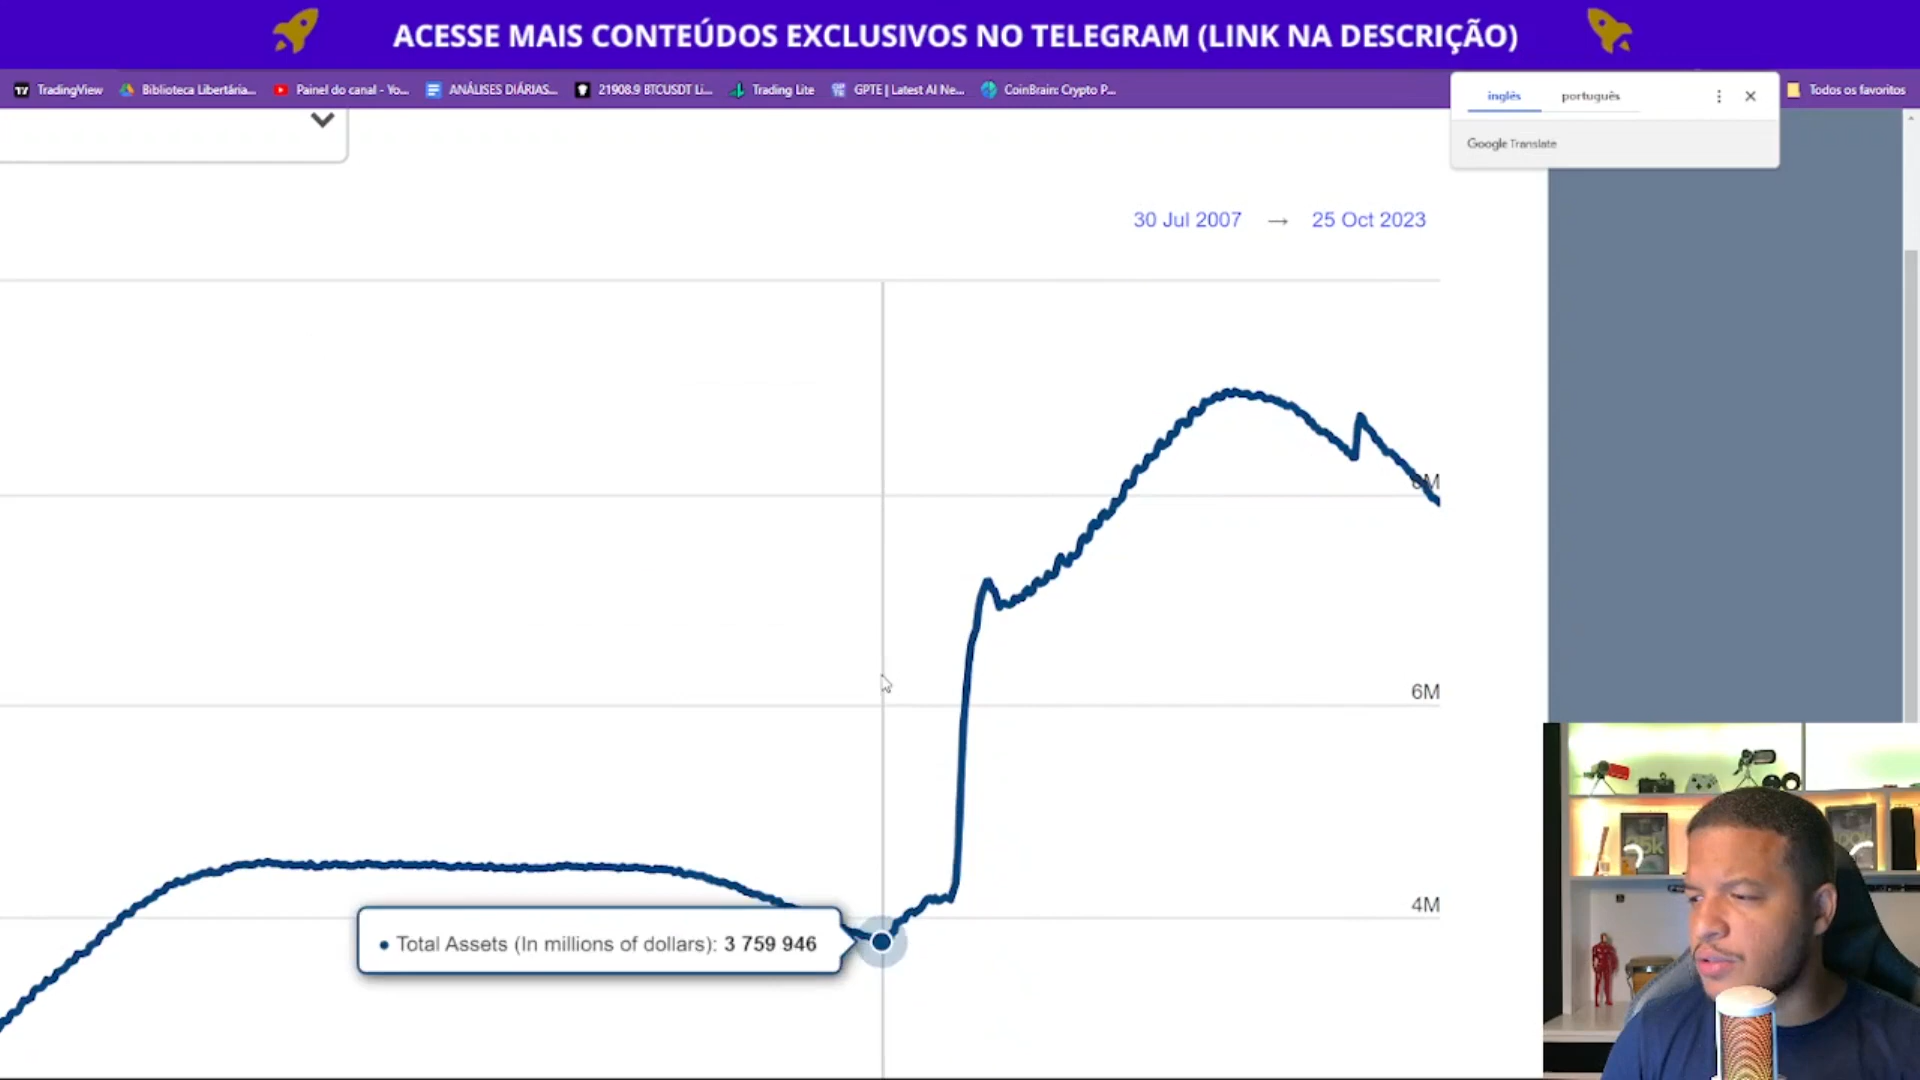 ACESSE MAIS CONTEÚDOS EXCLUSIVOS NO TELEGRAM (LINK NA DESCRIÇÃO)
TradingView
Biblioteca Libertária...
Painel do canal - Yo...
ANÁLISES DIÁRIAS...
21908.9 BTCUSDT Li...
Trading Lite
GPTE | Latest AI Ne...
CoinBrain: Crypto P...
inglês português
Todos os favoritos
Google Translate
30 Jul 2007 → 25 Oct 2023
8M
6M
4M
• Total Assets (In millions of dollars): 3 759 946